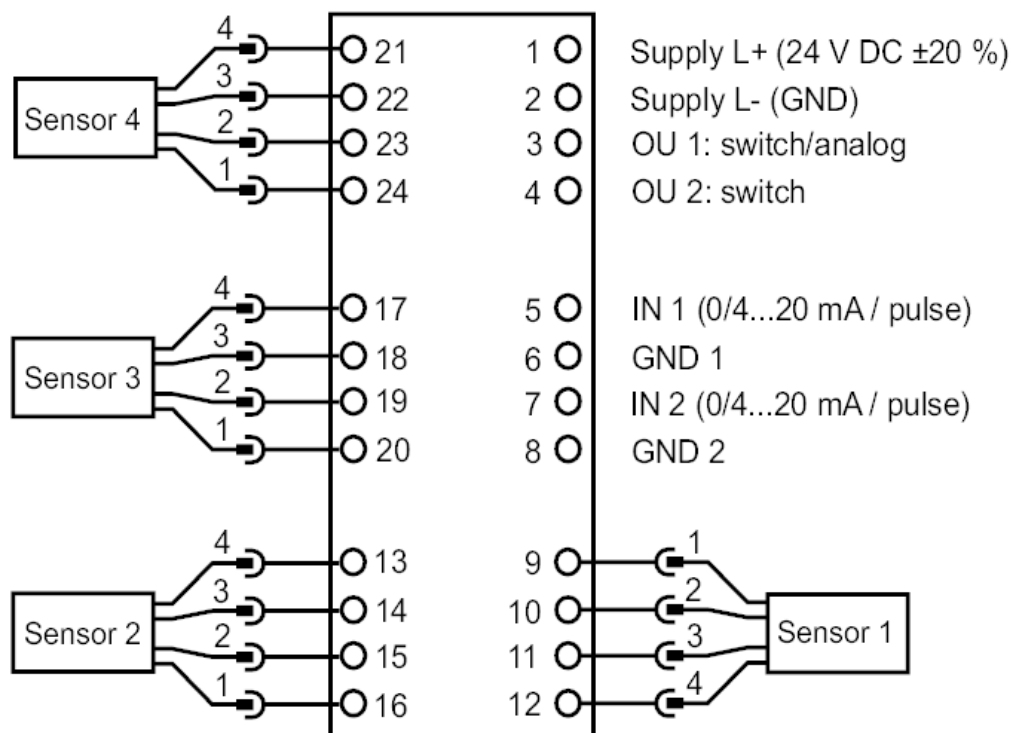 4 21 1 Supply L+ (24 V DC ±20 %)
3 22 2 Supply L- (GND)
Sensor 4
2 23 3 OU 1: switch/analog
1 24 4 OU 2: switch
4 17 5 IN 1 (0/4...20 mA / pulse)
3 18 6 GND 1
Sensor 3
2 19 7 IN 2 (0/4...20 mA / pulse)
1 20 8 GND 2
4 13 9 1
3 14 10 2
Sensor 2 Sensor 1
2 15 11 3
1 16 12 4